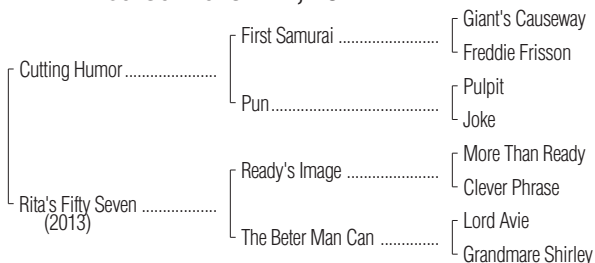 Giant's Causeway
First Samurai
Freddie Frisson
Cutting Humor
Pulpit
Pun
Joke
More Than Ready
Ready's Image
Clever Phrase
Rita's Fifty Seven
(2013)
Lord Avie
The Beter Man Can
Grandmare Shirley